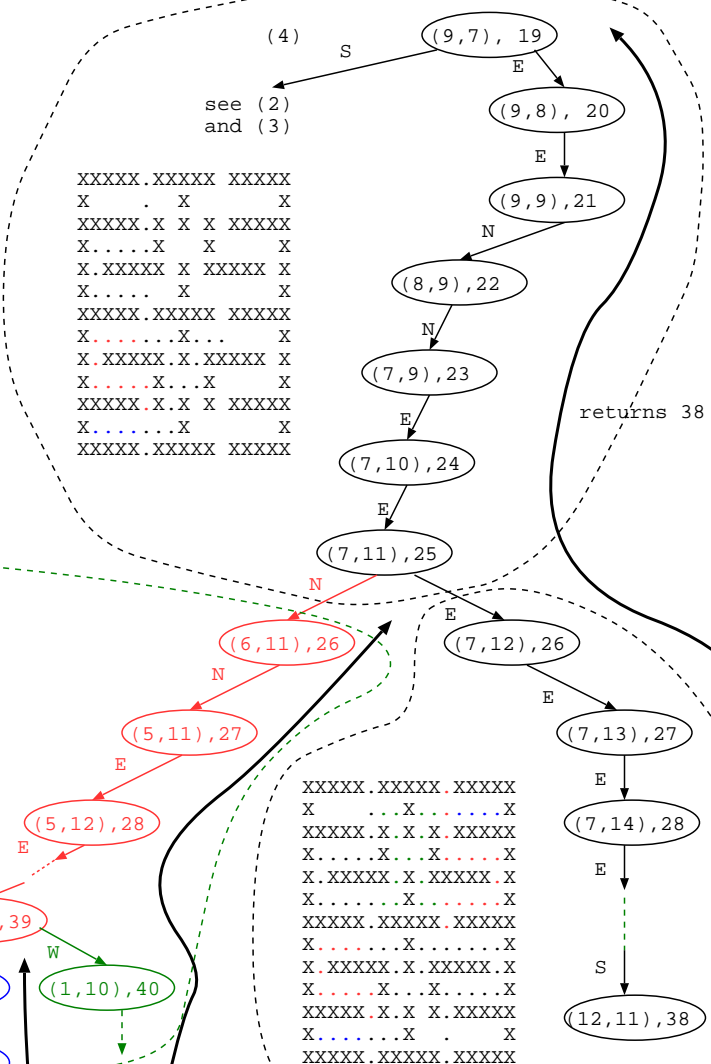 (4)
(9,7), 19
S
E
see (2)
and (3)
(9,8), 20
E
(9,9),21
N
(8,9),22
N
(7,9),23
E
(7,10),24
E
(7,11),25
XXXXX.XXXXX XXXXX
X    .  X       X
XXXXX.X X X XXXXX
X.....X   X     X
X.XXXXX X XXXXX X
X.....  X       X
XXXXX.XXXXX XXXXX
X.......X...    X
X.XXXXX.X.XXXXX X
X.....X...X     X
XXXXX.X.X X XXXXX
X.......X       X
XXXXX.XXXXX XXXXX
returns 38
N
E
(6,11),26
(7,12),26
N
E
(5,11),27
(7,13),27
E
E
(5,12),28
(7,14),28
E
E
,39
W
(1,10),40
S
(12,11),38
XXXXX.XXXXX.XXXXX
X    ...X.......X
XXXXX.X.X.X.XXXXX
X.....X...X.....X
X.XXXXX.X.XXXXX.X
X.......X.......X
XXXXX.XXXXX.XXXXX
X.......X.......X
X.XXXXX.X.XXXXX.X
X.....X...X.....X
XXXXX.X.X X XXXXX
X.......X  .    X
XXXXX.XXXXX.XXXXX